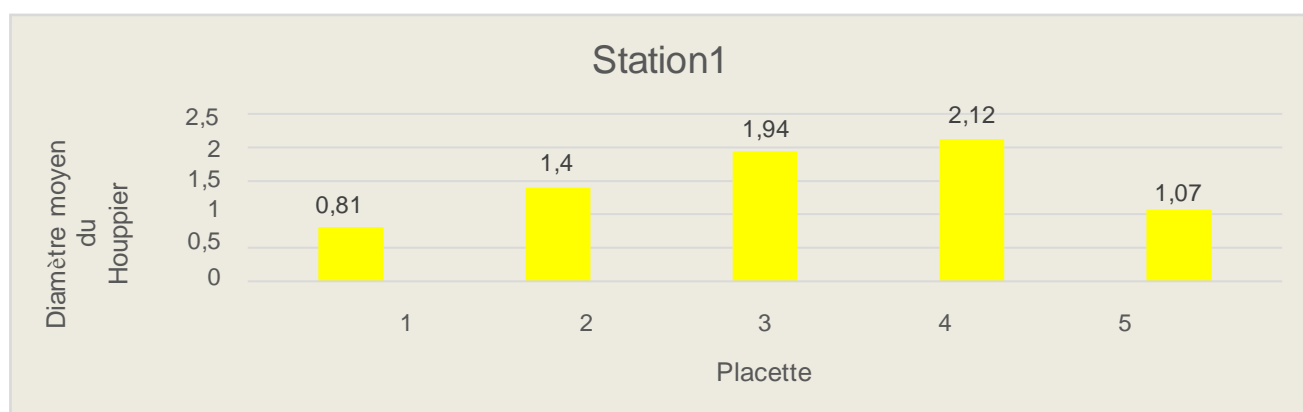 Station1
Diamètre moyen
du
Houppier
2,5
2
1,5
1
0,5
0
0,81
1,4
1,94
2,12
1,07
1 2 3 4 5
Placette